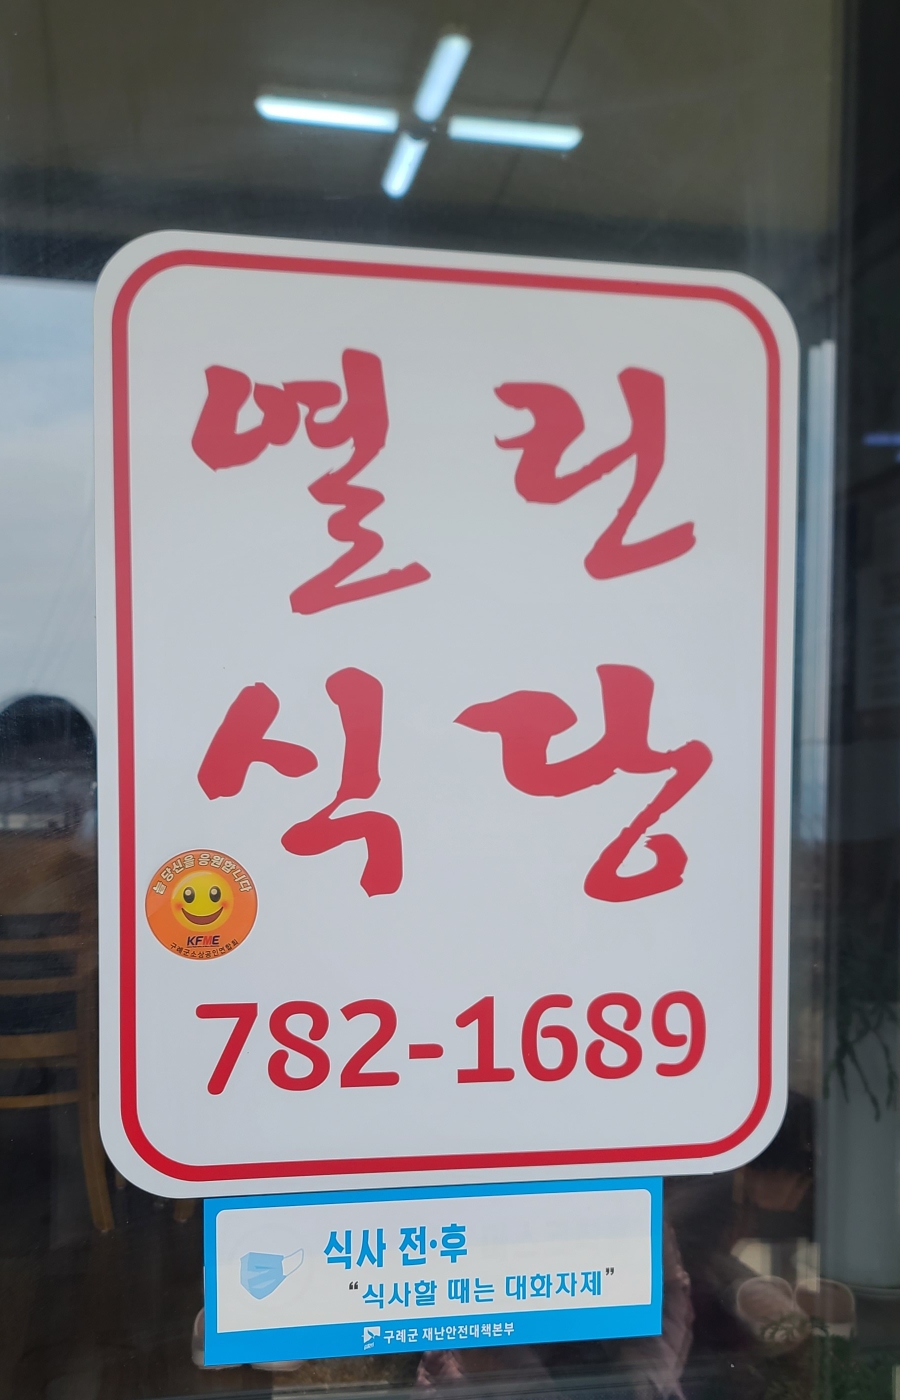 열린
식당
늘 당신을 응원합니다
KFME
구례군소상공인연합회
782-1689
식사 전·후
“식사할 때는 대화자제”
구례군 재난안전대책본부